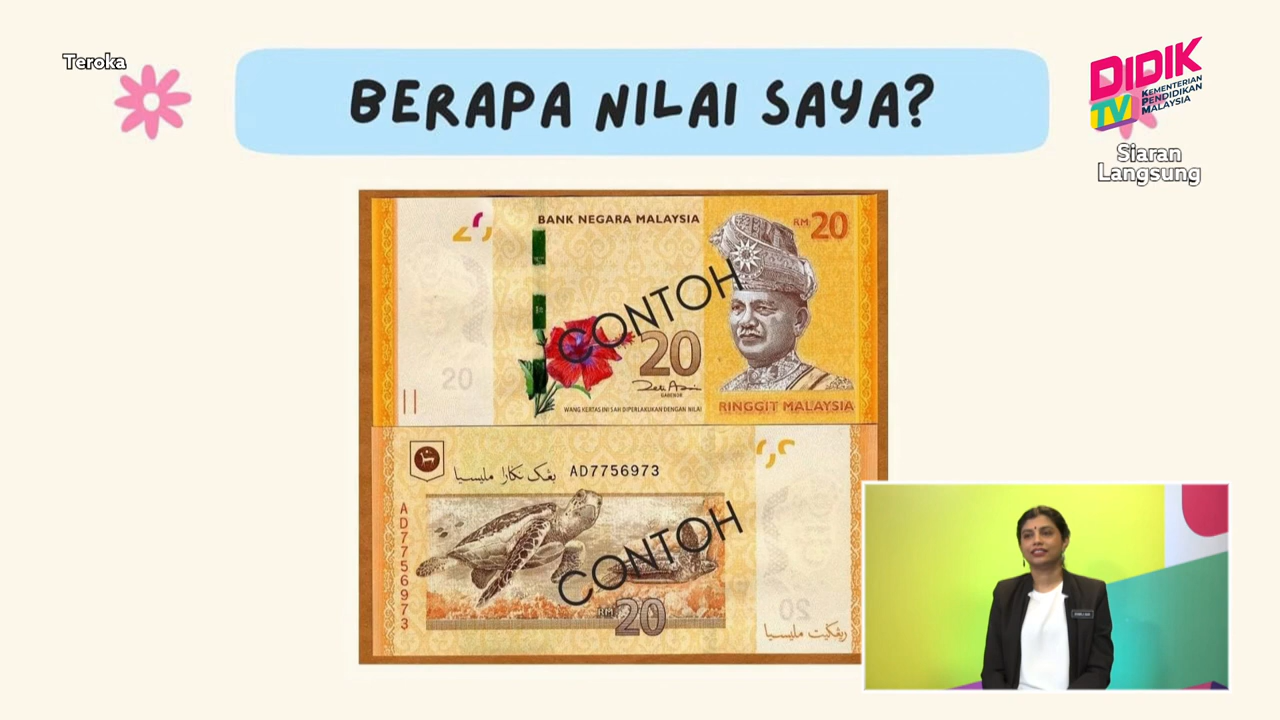 Teroka
BERAPA NILAI SAYA?
DIDIK
TV
KEMENTERIAN
PENDIDIKAN
MALAYSIA
Siaran
Langsung
BANK NEGARA MALAYSIA
RM 20
CONTOH
20
20
GABENOR
WANG KERTAS INI SAH DIPERLAKUKAN DENGAN NILAI
RINGGIT MALAYSIA
بڠک نݢارا مليسيا
AD7756973
AD7756973
CONTOH
RM 20
20
ريڠݢيت مليسيا